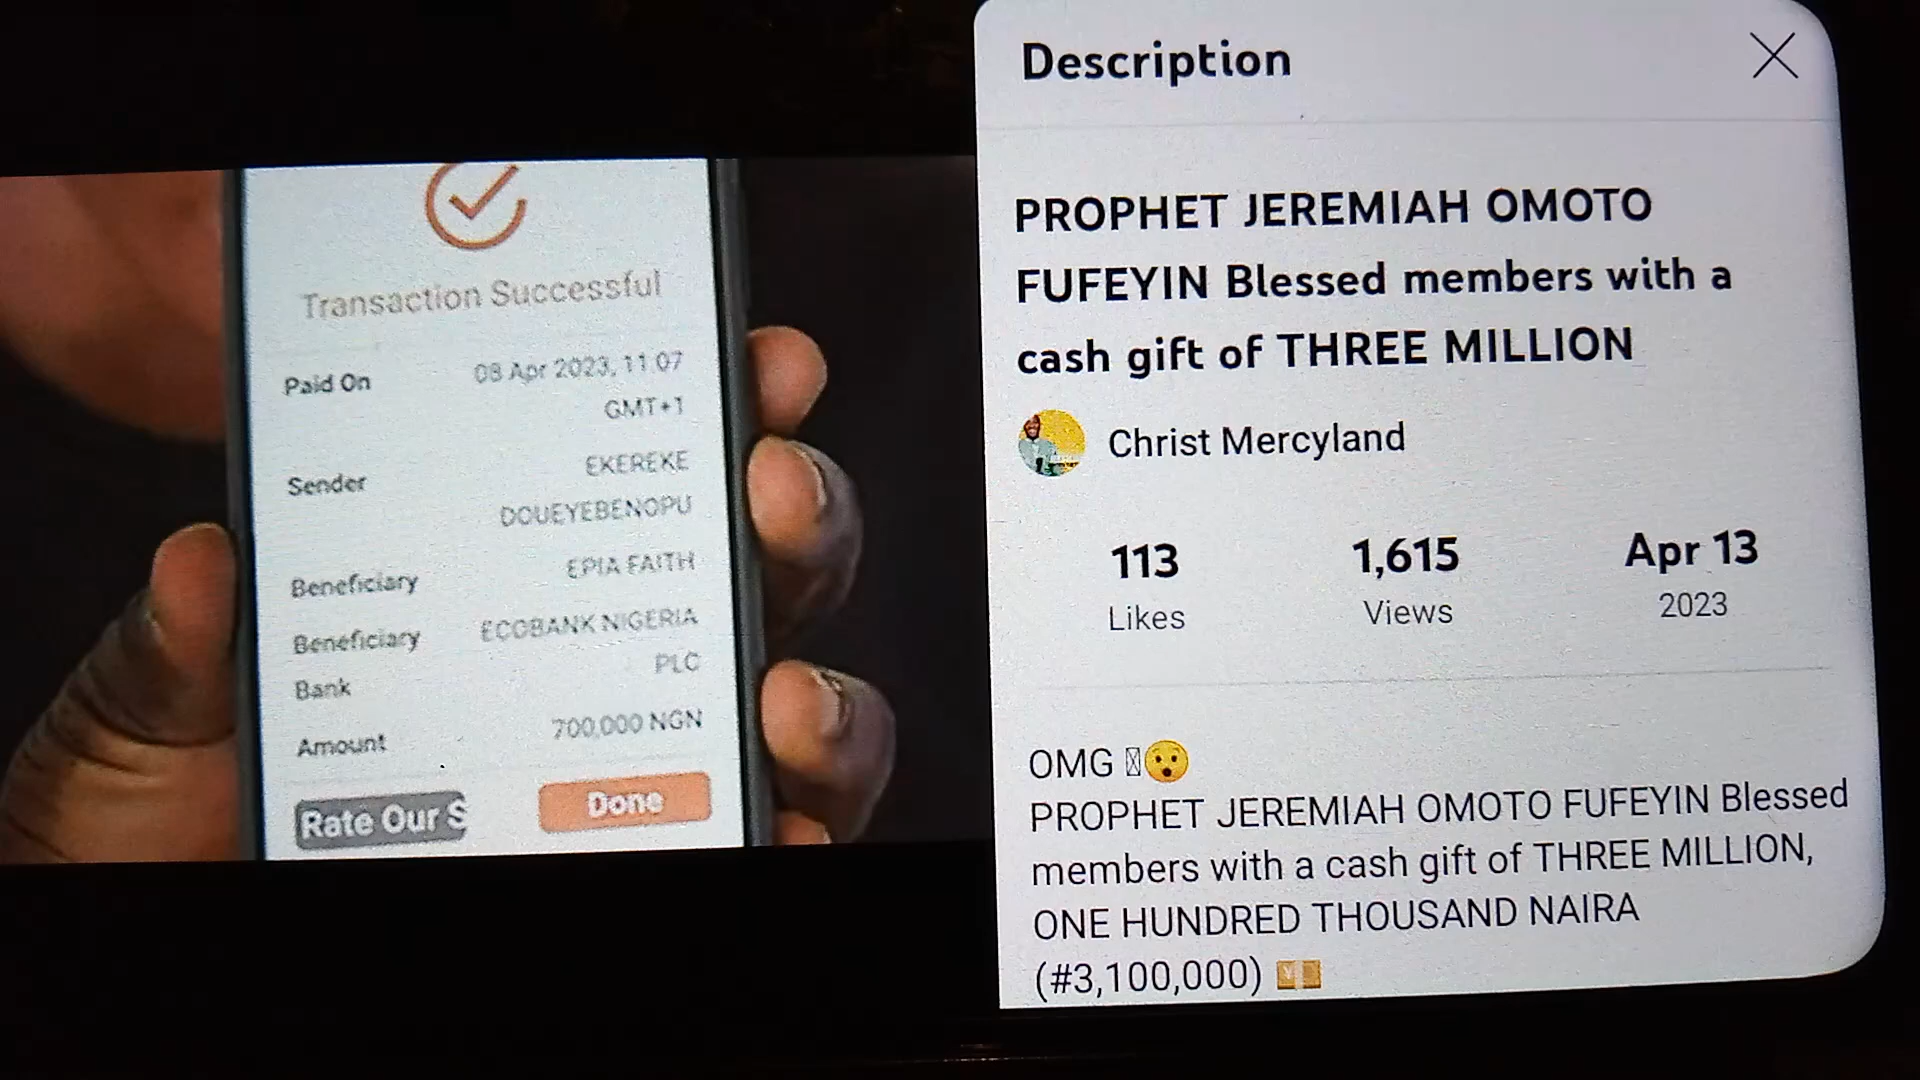 Transaction Successful
Paid On
08 Apr 2023, 11:07
GMT+1
Sender
EKEREKE
DOUEYEBENOPU
Beneficiary
EPIA FAITH
Beneficiary
Bank
ECOBANK NIGERIA
PLC
Amount
700,000 NGN
Rate Our S
Done
Description
PROPHET JEREMIAH OMOTO
FUFEYIN Blessed members with a
cash gift of THREE MILLION
Christ Mercyland
113
Likes
1,615
Views
Apr 13
2023
OMG 😯
PROPHET JEREMIAH OMOTO FUFEYIN Blessed
members with a cash gift of THREE MILLION,
ONE HUNDRED THOUSAND NAIRA
(#3,100,000) 💴